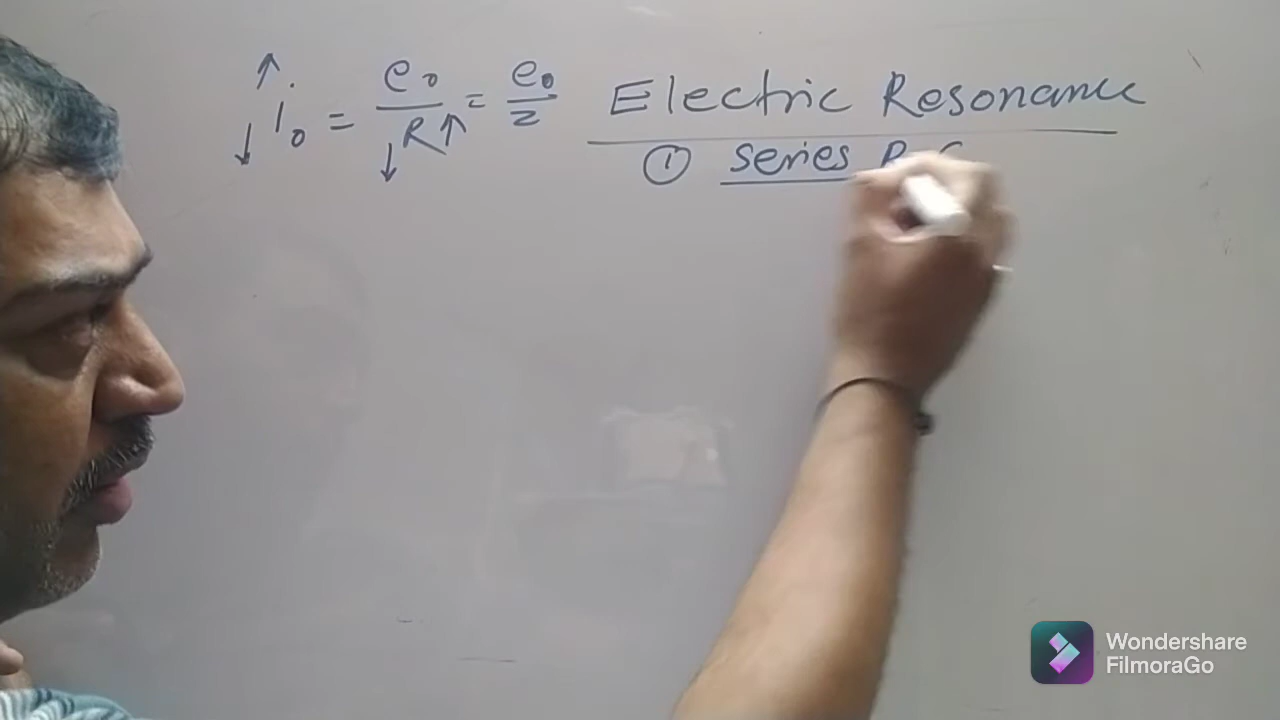 i₀ = e₀/R = e₀/z
Electric Resonance
① series
Wondershare
FilmoraGo